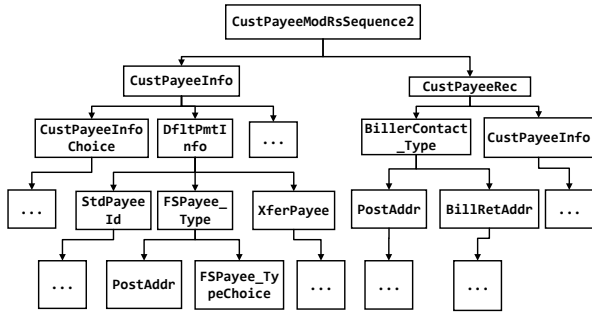 CustPayeeModRsSequence2
CustPayeeInfo
CustPayeeRec
CustPayeeInfo
Choice
DfltPmtI
nfo
...
BillerContact
_Type
CustPayeeInfo
...
StdPayee
Id
FSPayee_
Type
XferPayee
PostAddr
BillRetAddr
...
...
PostAddr
FSPayee_Ty
peChoice
...
...
...